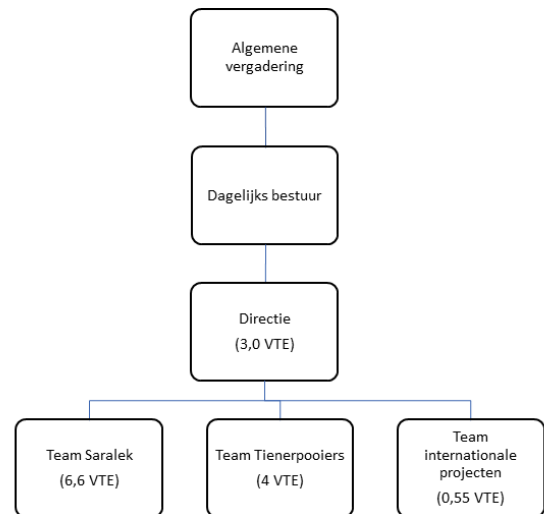 Algemene
vergadering
Dagelijks bestuur
Directie
(3,0 VTE)
Team Saralek
(6,6 VTE)
Team Tienerpooiers
(4 VTE)
Team
internationale
projecten
(0,55 VTE)